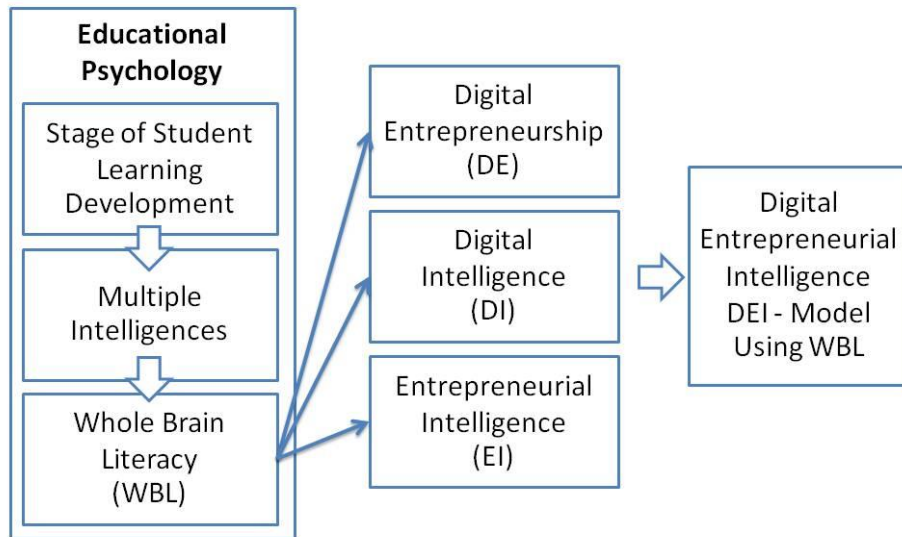 Educational
Psychology
Stage of Student
Learning
Development
Multiple
Intelligences
Whole Brain
Literacy
(WBL)
Digital
Entrepreneurship
(DE)
Digital
Intelligence
(DI)
Entrepreneurial
Intelligence
(EI)
Digital
Entrepreneurial
Intelligence
DEI - Model
Using WBL